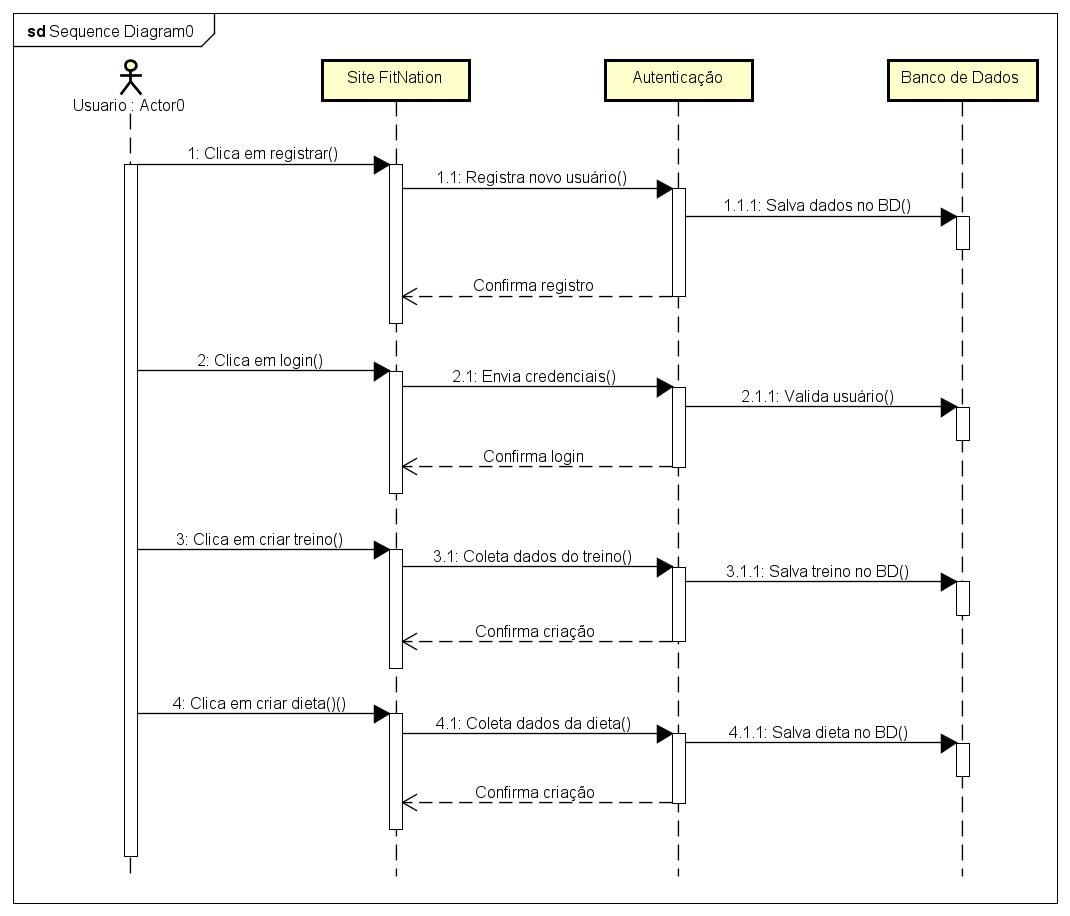 sd Sequence Diagram0
Usuario : Actor0
Site FitNation
Autenticação
Banco de Dados
1: Clica em registrar()
1.1: Registra novo usuário()
1.1.1: Salva dados no BD()
Confirma registro
2: Clica em login()
2.1: Envia credenciais()
2.1.1: Valida usuário()
Confirma login
3: Clica em criar treino()
3.1: Coleta dados do treino()
3.1.1: Salva treino no BD()
Confirma criação
4: Clica em criar dieta()()
4.1: Coleta dados da dieta()
4.1.1: Salva dieta no BD()
Confirma criação